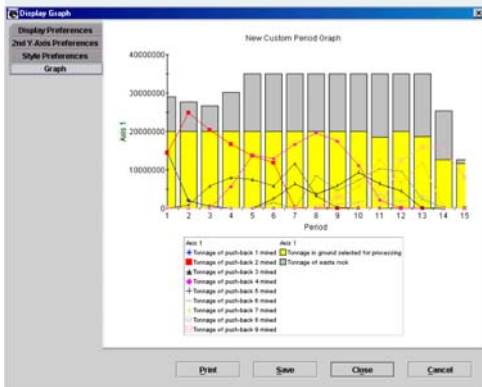 Display Graph
Display Preferences
2nd Y-Axis Preferences
Style Preferences
Graph
New Custom Period Graph
40000000
30000000
20000000
10000000
0
Axis 1
1 2 3 4 5 6 7 8 9 10 11 12 13 14 15
Period
Axis 1
Tonnage of push-back 1 mined
Tonnage of push-back 2 mined
Tonnage of push-back 3 mined
Tonnage of push-back 4 mined
Tonnage of push-back 5 mined
Tonnage of push-back 6 mined
Tonnage of push-back 7 mined
Tonnage of push-back 8 mined
Tonnage of push-back 9 mined
Axis 1
Tonnage in ground selected for processing
Tonnage of waste rock
Print Save Close Cancel